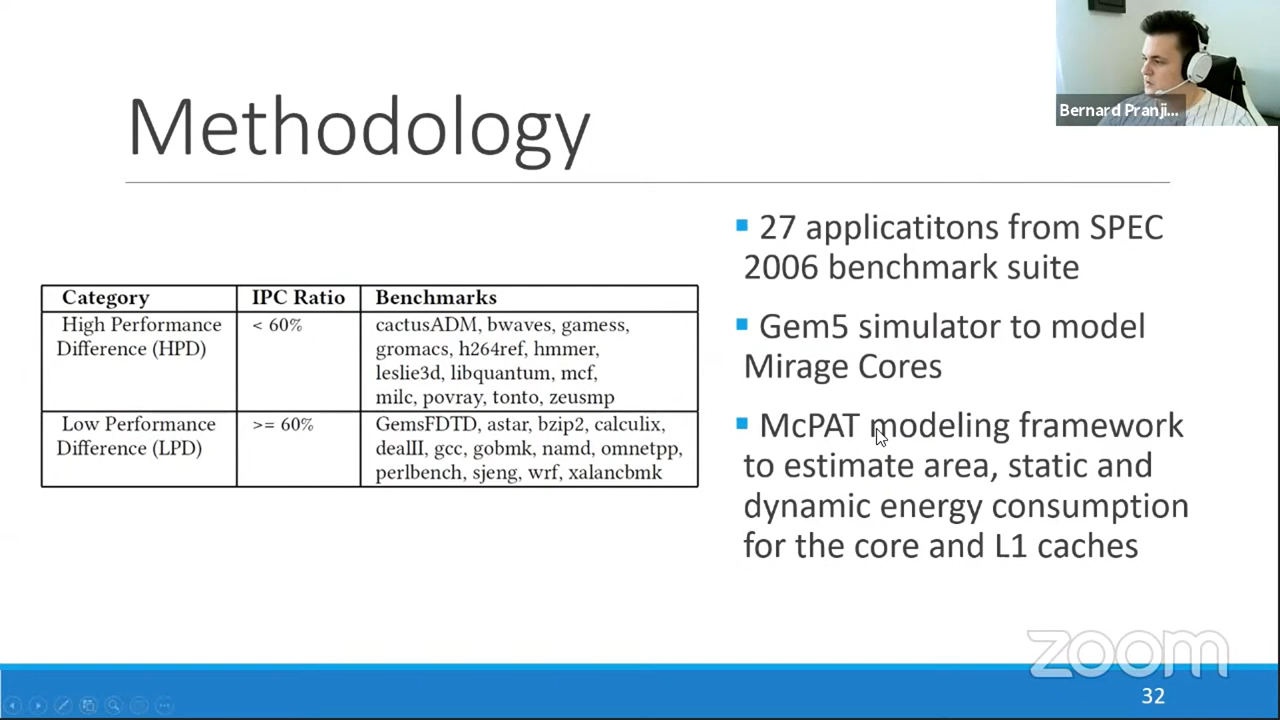 Bernard Pranji...
Methodology
Category IPC Ratio Benchmarks
High Performance Difference (HPD) < 60% cactusADM, bwaves, gamess,
gromacs, h264ref, hmmer,
leslie3d, libquantum, mcf,
milc, povray, tonto, zeusmp
Low Performance Difference (LPD) >= 60% GemsFDTD, astar, bzip2, calculix,
dealII, gcc, gobmk, namd, omnetpp,
perlbench, sjeng, wrf, xalancbmk
27 applicatitons from SPEC
2006 benchmark suite
Gem5 simulator to model
Mirage Cores
McPAT modeling framework
to estimate area, static and
dynamic energy consumption
for the core and L1 caches
zoom
32